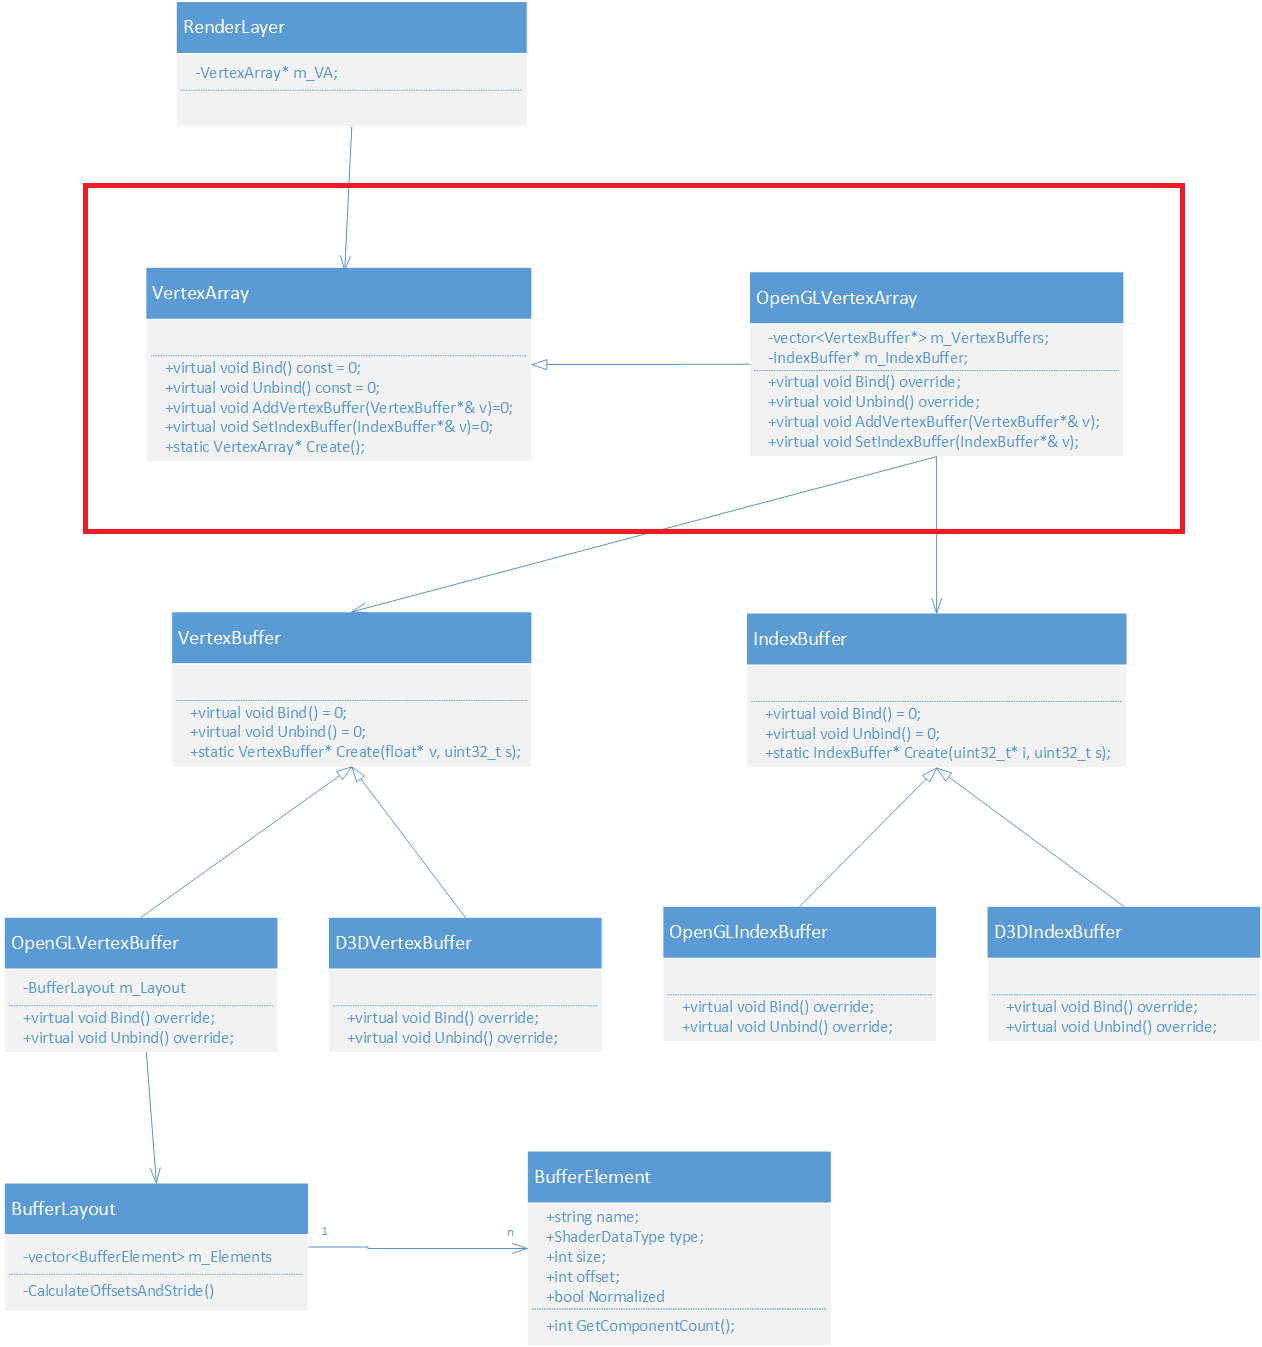 RenderLayer
-VertexArray* m_VA;
VertexArray
+virtual void Bind() const = 0;
+virtual void Unbind() const = 0;
+virtual void AddVertexBuffer(VertexBuffer*& v)=0;
+virtual void SetIndexBuffer(IndexBuffer*& v)=0;
+static VertexArray* Create();
OpenGLVertexArray
-vector<VertexBuffer*> m_VertexBuffers;
-IndexBuffer* m_IndexBuffer;
+virtual void Bind() override;
+virtual void Unbind() override;
+virtual void AddVertexBuffer(VertexBuffer*& v);
+virtual void SetIndexBuffer(IndexBuffer*& v);
VertexBuffer
+virtual void Bind() = 0;
+virtual void Unbind() = 0;
+static VertexBuffer* Create(float* v, uint32_t s);
IndexBuffer
+virtual void Bind() = 0;
+virtual void Unbind() = 0;
+static IndexBuffer* Create(uint32_t* i, uint32_t s);
OpenGLVertexBuffer
-BufferLayout m_Layout
+virtual void Bind() override;
+virtual void Unbind() override;
D3DVertexBuffer
+virtual void Bind() override;
+virtual void Unbind() override;
OpenGLIndexBuffer
+virtual void Bind() override;
+virtual void Unbind() override;
D3DIndexBuffer
+virtual void Bind() override;
+virtual void Unbind() override;
BufferLayout
-vector<BufferElement> m_Elements
-CalculateOffsetsAndStride()
1
n
BufferElement
+string name;
+ShaderDataType type;
+int size;
+int offset;
+bool Normalized
+int GetComponentCount();